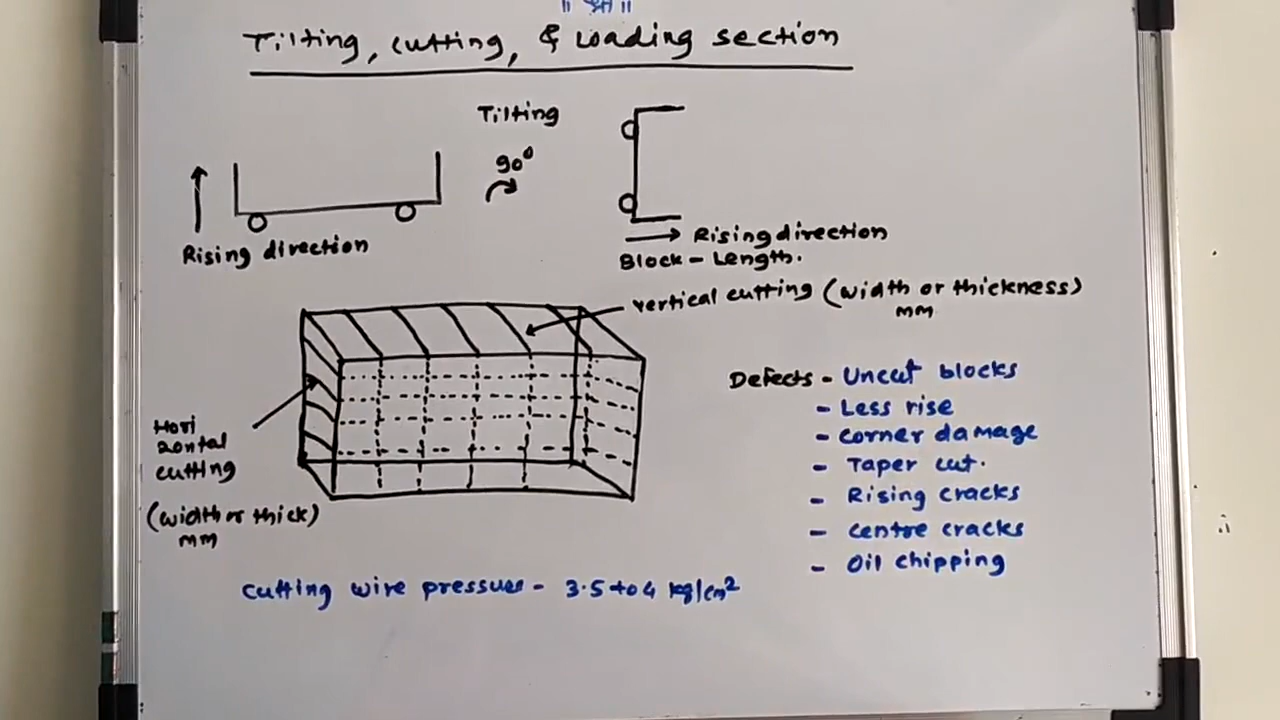 ॥ श्री ॥
Tilting, cutting, & Loading section
Tilting
90°
Rising direction
Rising direction
Block - Length.
vertical cutting (width or thickness)
mm
Hori
zontal
cutting
(width or thick)
mm
Defects - Uncut blocks
- Less rise
- corner damage
- Taper cut.
- Rising cracks
- centre cracks
- Oil chipping
cutting wire pressure - 3.5 to 4 kg/cm²